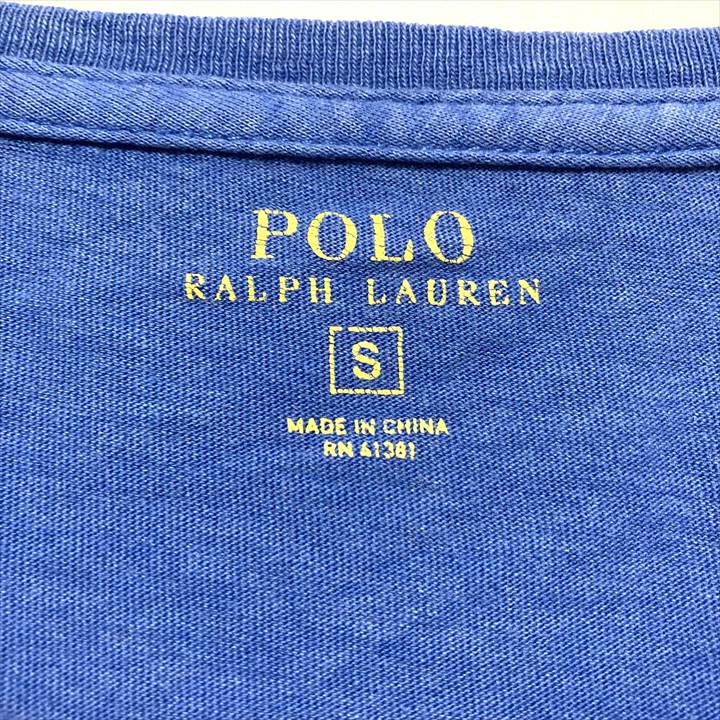 POLO
RALPH LAUREN
S
MADE IN CHINA
RN 41381